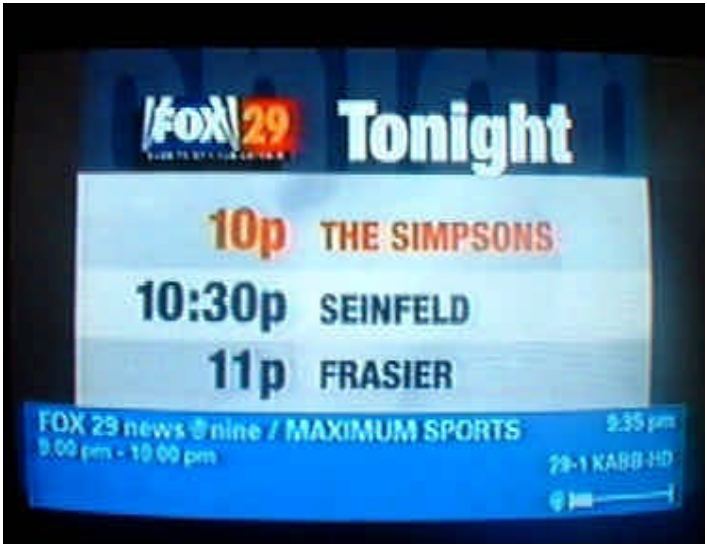 FOX 29 Tonight
10p THE SIMPSONS
10:30p SEINFELD
11p FRASIER
FOX 29 news @ nine / MAXIMUM SPORTS 9:35 pm
9:00 pm - 10:00 pm
29-1 KABB-HD